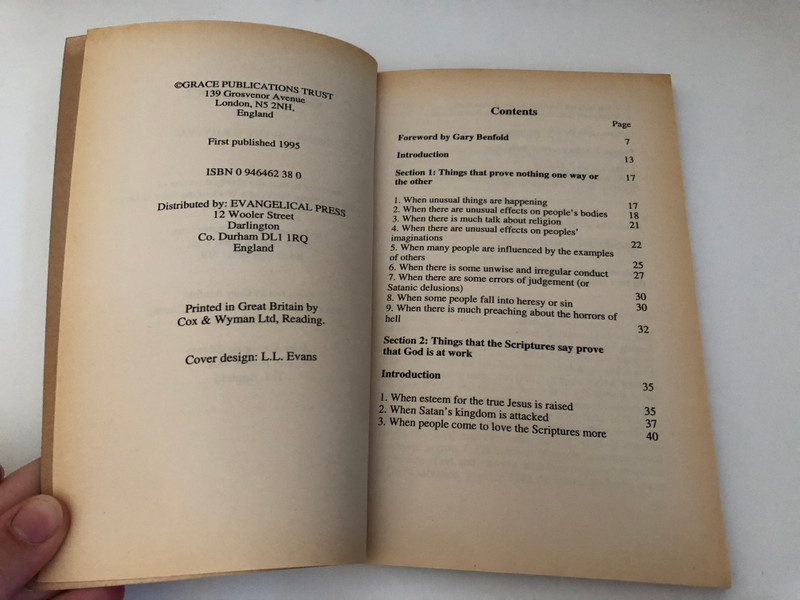 ©GRACE PUBLICATIONS TRUST
139 Grosvenor Avenue
London, N5 2NH,
England
First published 1995
ISBN 0 946462 38 0
Distributed by: EVANGELICAL PRESS
12 Wooler Street
Darlington
Co. Durham DL1 1RQ
England
Printed in Great Britain by
Cox & Wyman Ltd, Reading.
Cover design: L.L. Evans
Contents
Page
Foreword by Gary Benfold 7
Introduction 13
Section 1: Things that prove nothing one way or
the other 17
1. When unusual things are happening 17
2. When there are unusual effects on people's bodies 18
3. When there is much talk about religion 21
4. When there are unusual effects on peoples'
imaginations 22
5. When many people are influenced by the examples
of others 25
6. When there is some unwise and irregular conduct 27
7. When there are some errors of judgement (or
Satanic delusions) 30
8. When some people fall into heresy or sin 30
9. When there is much preaching about the horrors of
hell 32
Section 2: Things that the Scriptures say prove
that God is at work
Introduction 35
1. When esteem for the true Jesus is raised 35
2. When Satan's kingdom is attacked 37
3. When people come to love the Scriptures more 40